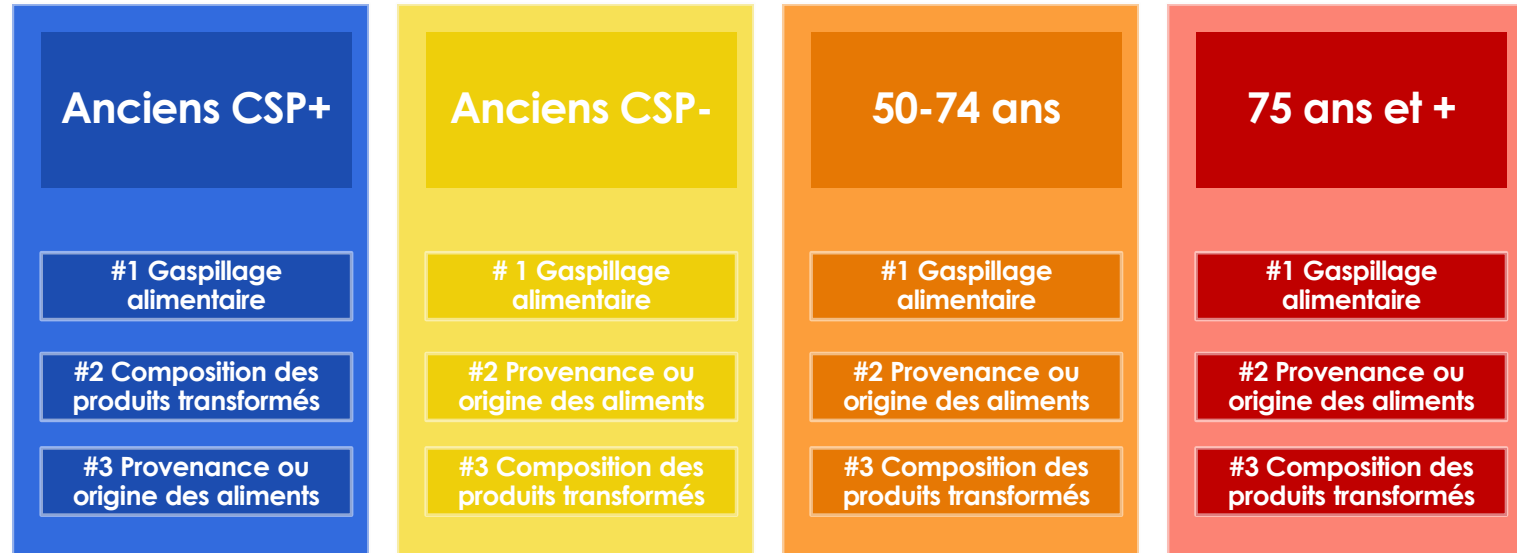 Anciens CSP+
#1 Gaspillage
alimentaire
#2 Composition des
produits transformés
#3 Provenance ou
origine des aliments
Anciens CSP-
# 1 Gaspillage
alimentaire
#2 Provenance ou
origine des aliments
#3 Composition des
produits transformés
50-74 ans
#1 Gaspillage
alimentaire
#2 Provenance ou
origine des aliments
#3 Composition des
produits transformés
75 ans et +
#1 Gaspillage
alimentaire
#2 Provenance ou
origine des aliments
#3 Composition des
produits transformés